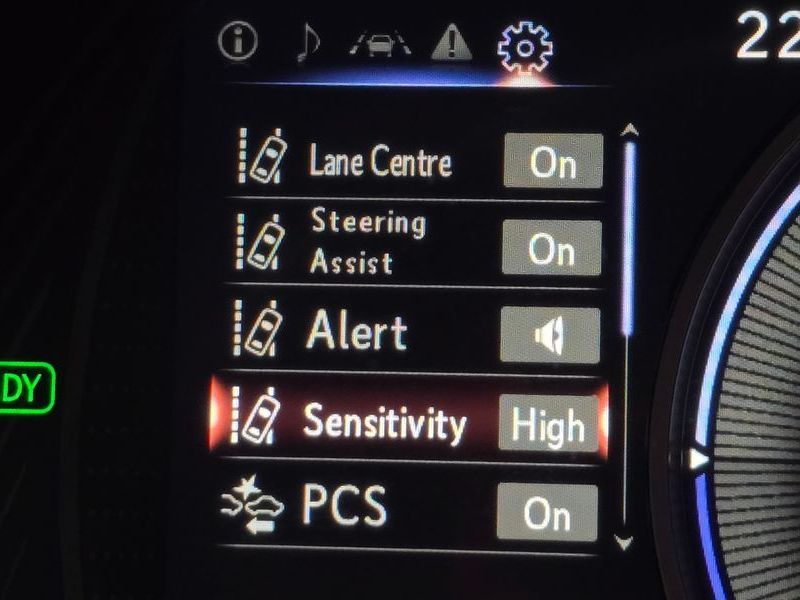 22
Lane Centre On
Steering
Assist On
Alert
Sensitivity High
DY
PCS On